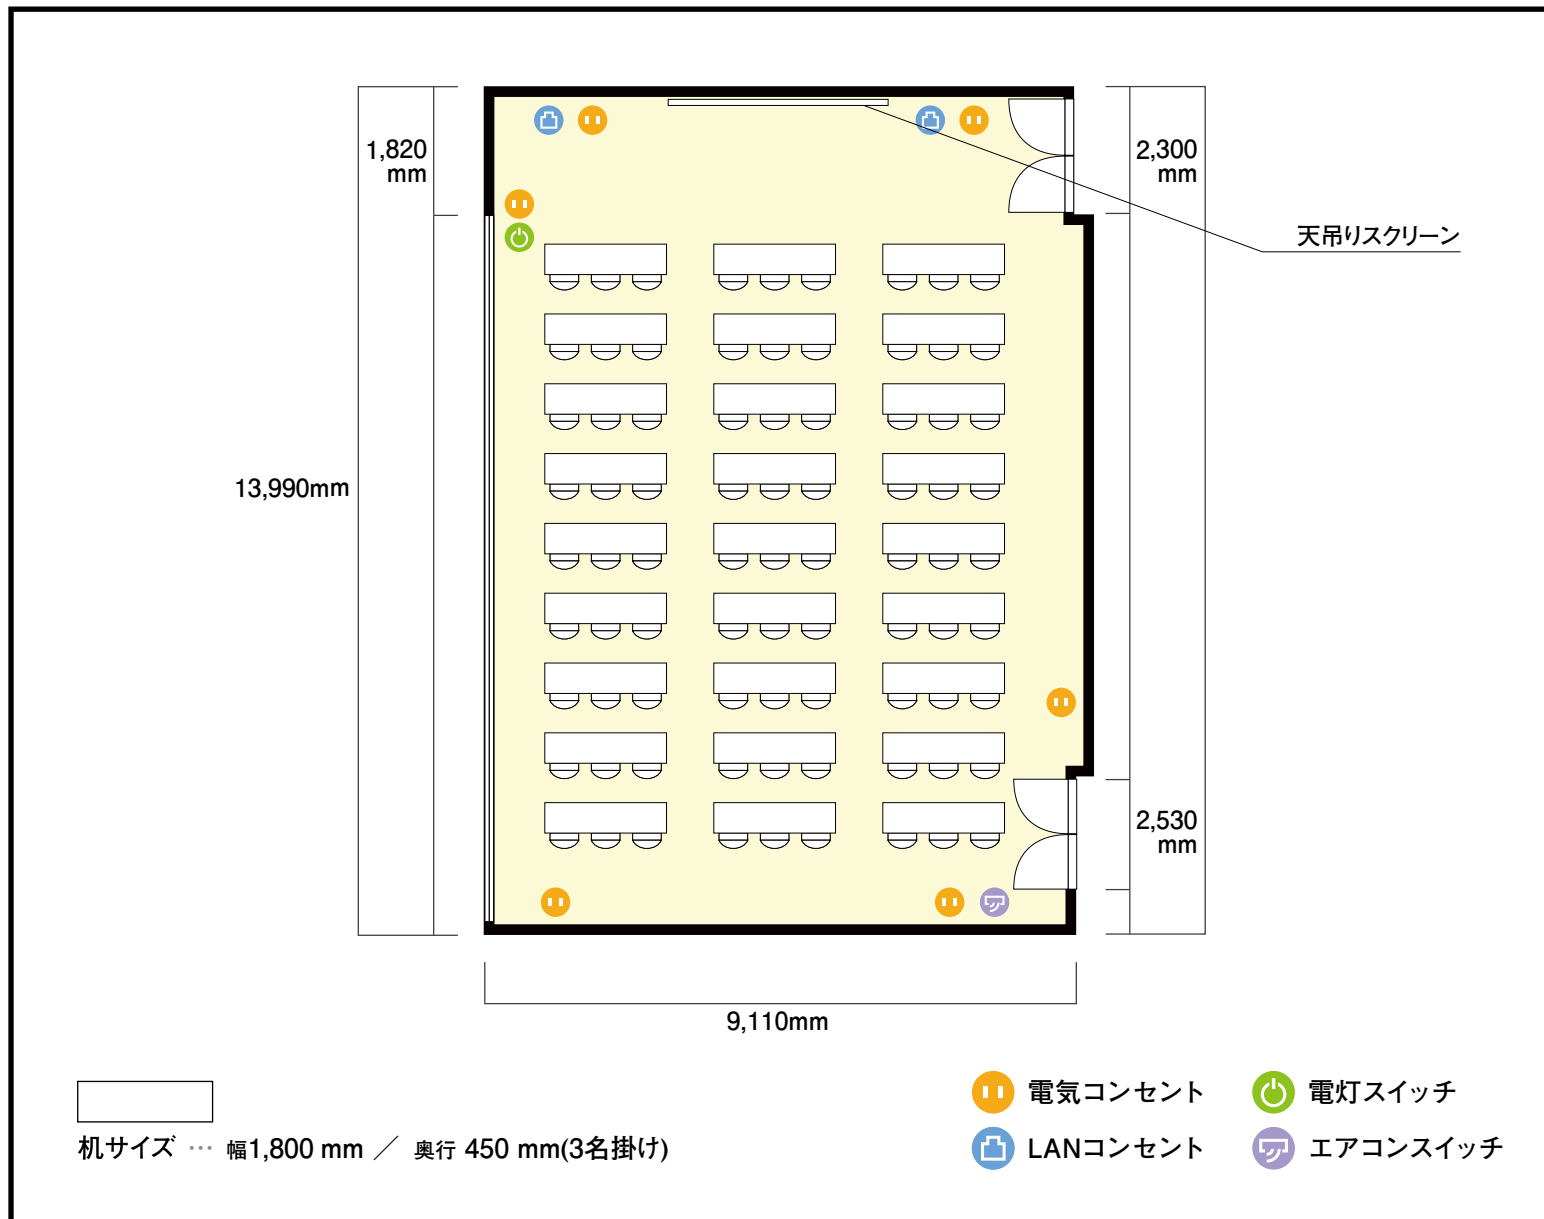 1,820
mm
2,300
mm
天吊りスクリーン
13,990mm
2,530
mm
9,110mm
机サイズ … 幅1,800 mm ／ 奥行 450 mm(3名掛け)
電気コンセント
電灯スイッチ
LANコンセント
エアコンスイッチ